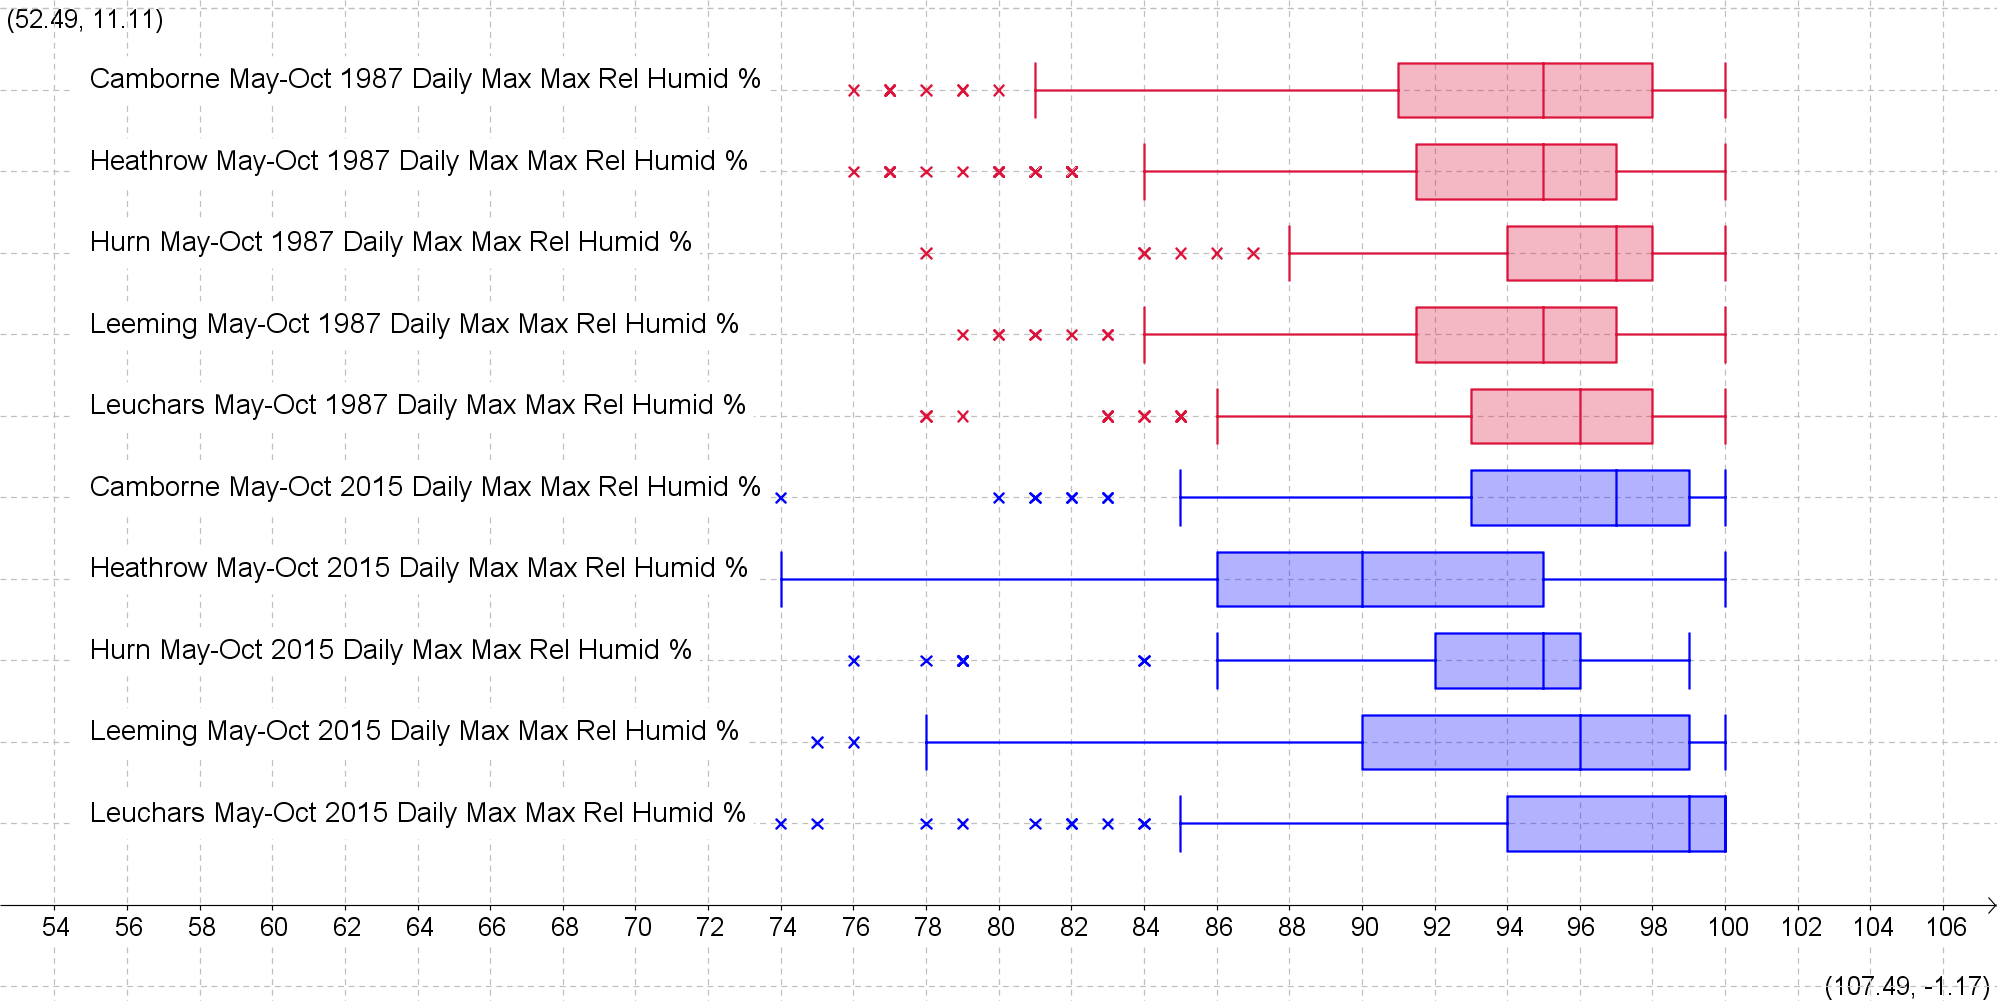 (52.49, 11.11)
Camborne May-Oct 1987 Daily Max Max Rel Humid %
Heathrow May-Oct 1987 Daily Max Max Rel Humid %
Hurn May-Oct 1987 Daily Max Max Rel Humid %
Leeming May-Oct 1987 Daily Max Max Rel Humid %
Leuchars May-Oct 1987 Daily Max Max Rel Humid %
Camborne May-Oct 2015 Daily Max Max Rel Humid %
Heathrow May-Oct 2015 Daily Max Max Rel Humid %
Hurn May-Oct 2015 Daily Max Max Rel Humid %
Leeming May-Oct 2015 Daily Max Max Rel Humid %
Leuchars May-Oct 2015 Daily Max Max Rel Humid %
54 56 58 60 62 64 66 68 70 72 74 76 78 80 82 84 86 88 90 92 94 96 98 100 102 104 106
(107.49, -1.17)